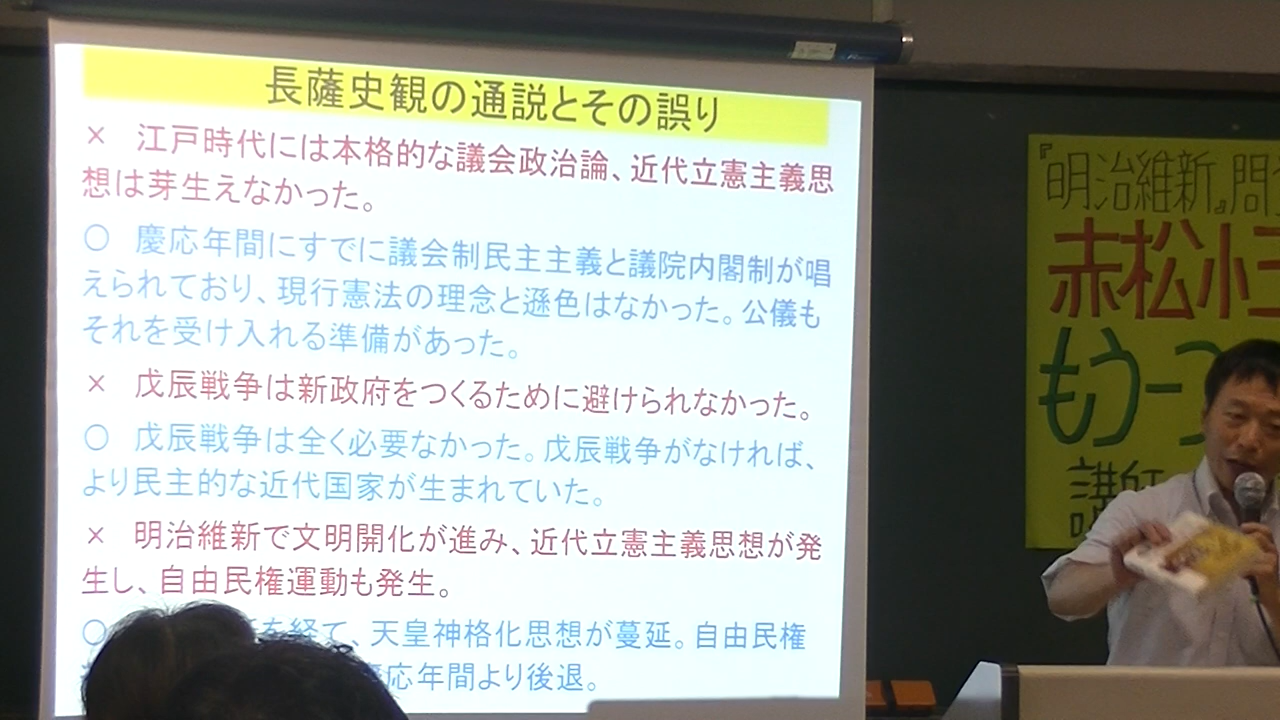 長薩史観の通説とその誤り
× 江戸時代には本格的な議会政治論、近代立憲主義思
想は芽生えなかった。
○ 慶応年間にすでに議会制民主主義と議院内閣制が唱
えられており、現行憲法の理念と遜色はなかった。公儀も
それを受け入れる準備があった。
× 戊辰戦争は新政府をつくるために避けられなかった。
○ 戊辰戦争は全く必要なかった。戊辰戦争がなければ、
より民主的な近代国家が生まれていた。
× 明治維新で文明開化が進み、近代立憲主義思想が発
生し、自由民権運動も発生。
○ を経て、天皇神格化思想が蔓延。自由民権
応年間より後退。
『明治維新』問
赤松小
もう一つ
講師